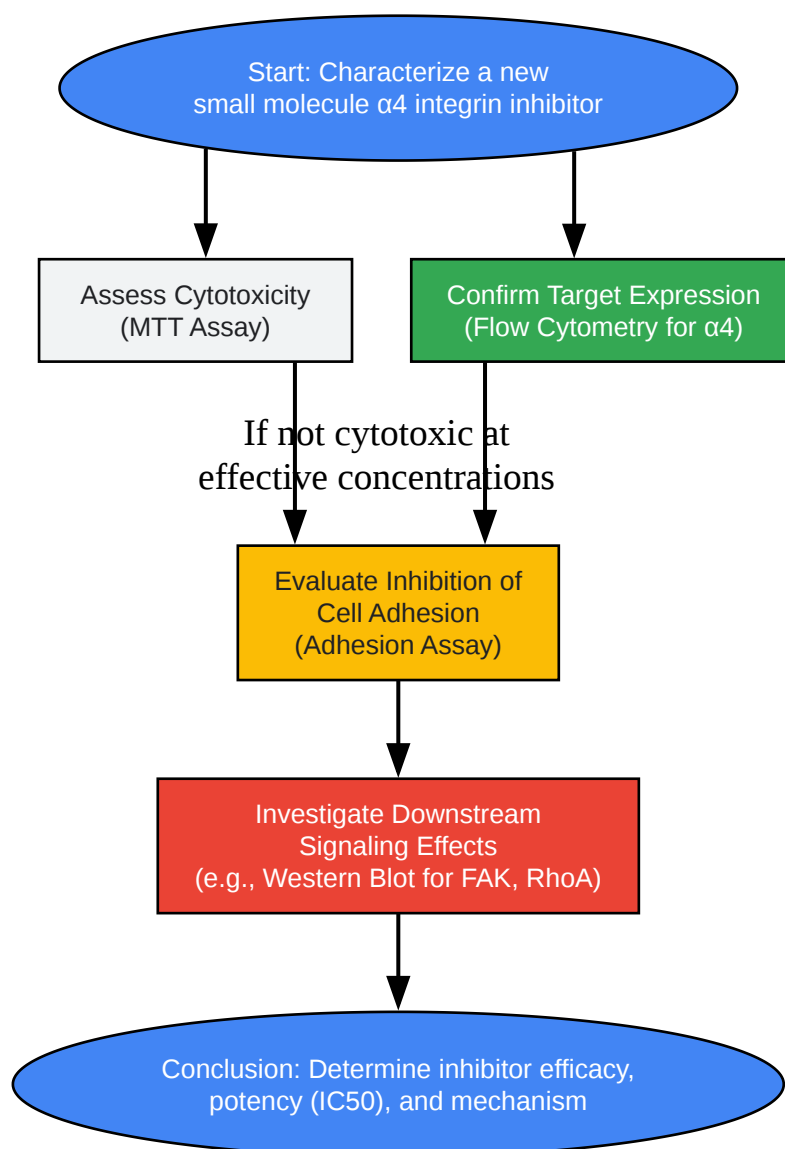 Start: Characterize a new
small molecule α4 integrin inhibitor
Assess Cytotoxicity
(MTT Assay)
Confirm Target Expression
(Flow Cytometry for α4)
If not cytotoxic at
effective concentrations
Evaluate Inhibition of
Cell Adhesion
(Adhesion Assay)
Investigate Downstream
Signaling Effects
(e.g., Western Blot for FAK, RhoA)
Conclusion: Determine inhibitor efficacy,
potency (IC50), and mechanism